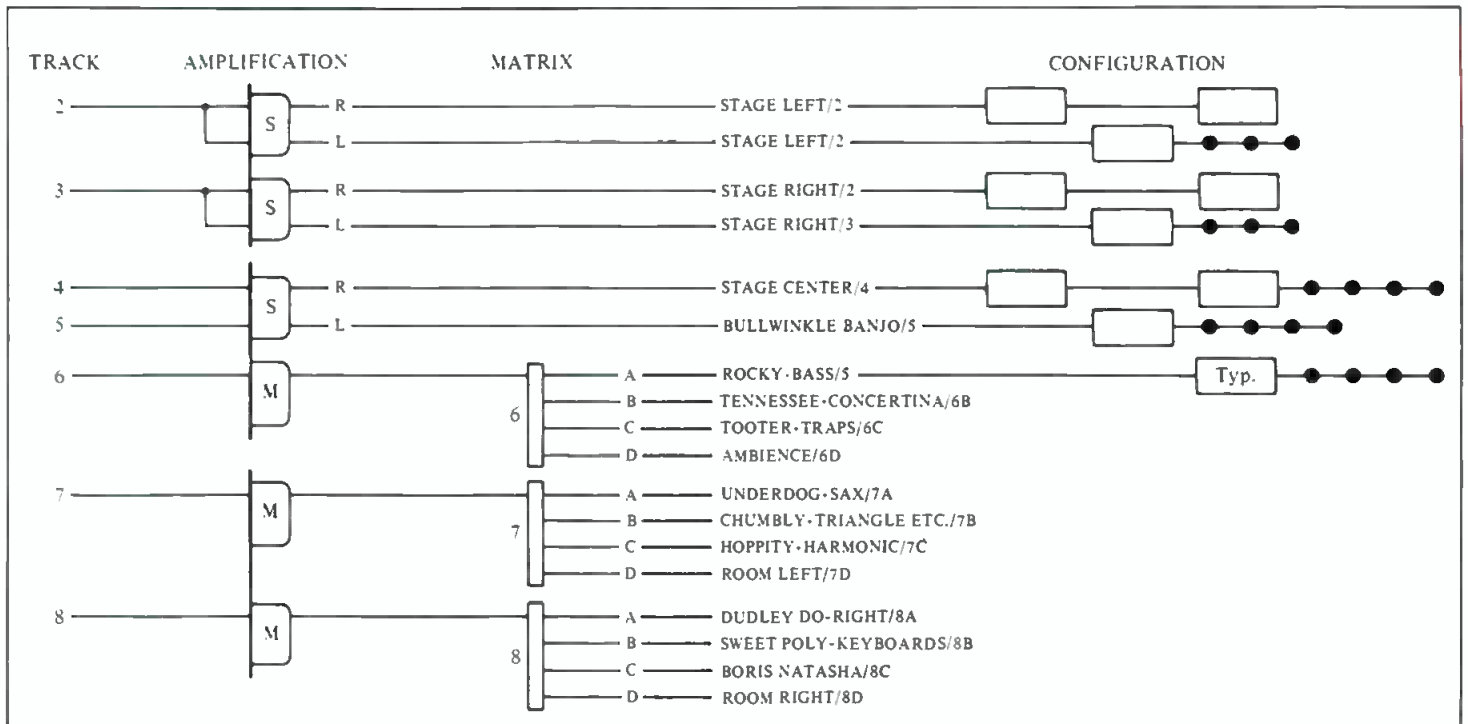 TRACK AMPLIFICATION MATRIX CONFIGURATION
2 S R STAGE LEFT/2
L STAGE LEFT/2
3 S R STAGE RIGHT/2
L STAGE RIGHT/3
4 S R STAGE CENTER/4
5 L BULLWINKLE BANJO/5
6 M 6 A ROCKY-BASS/5 Typ.
B TENNESSEE-CONCERTINA/6B
C TOOTER-TRAPS/6C
D AMBIENCE/6D
7 M 7 A UNDERDOG-SAX/7A
B CHUMBLY-TRIANGLE ETC./7B
C HOPPITY-HARMONIC/7C
D ROOM LEFT/7D
8 M 8 A DUDLEY DO-RIGHT/8A
B SWEET POLY-KEYBOARDS/8B
C BORIS NATASHA/8C
D ROOM RIGHT/8D